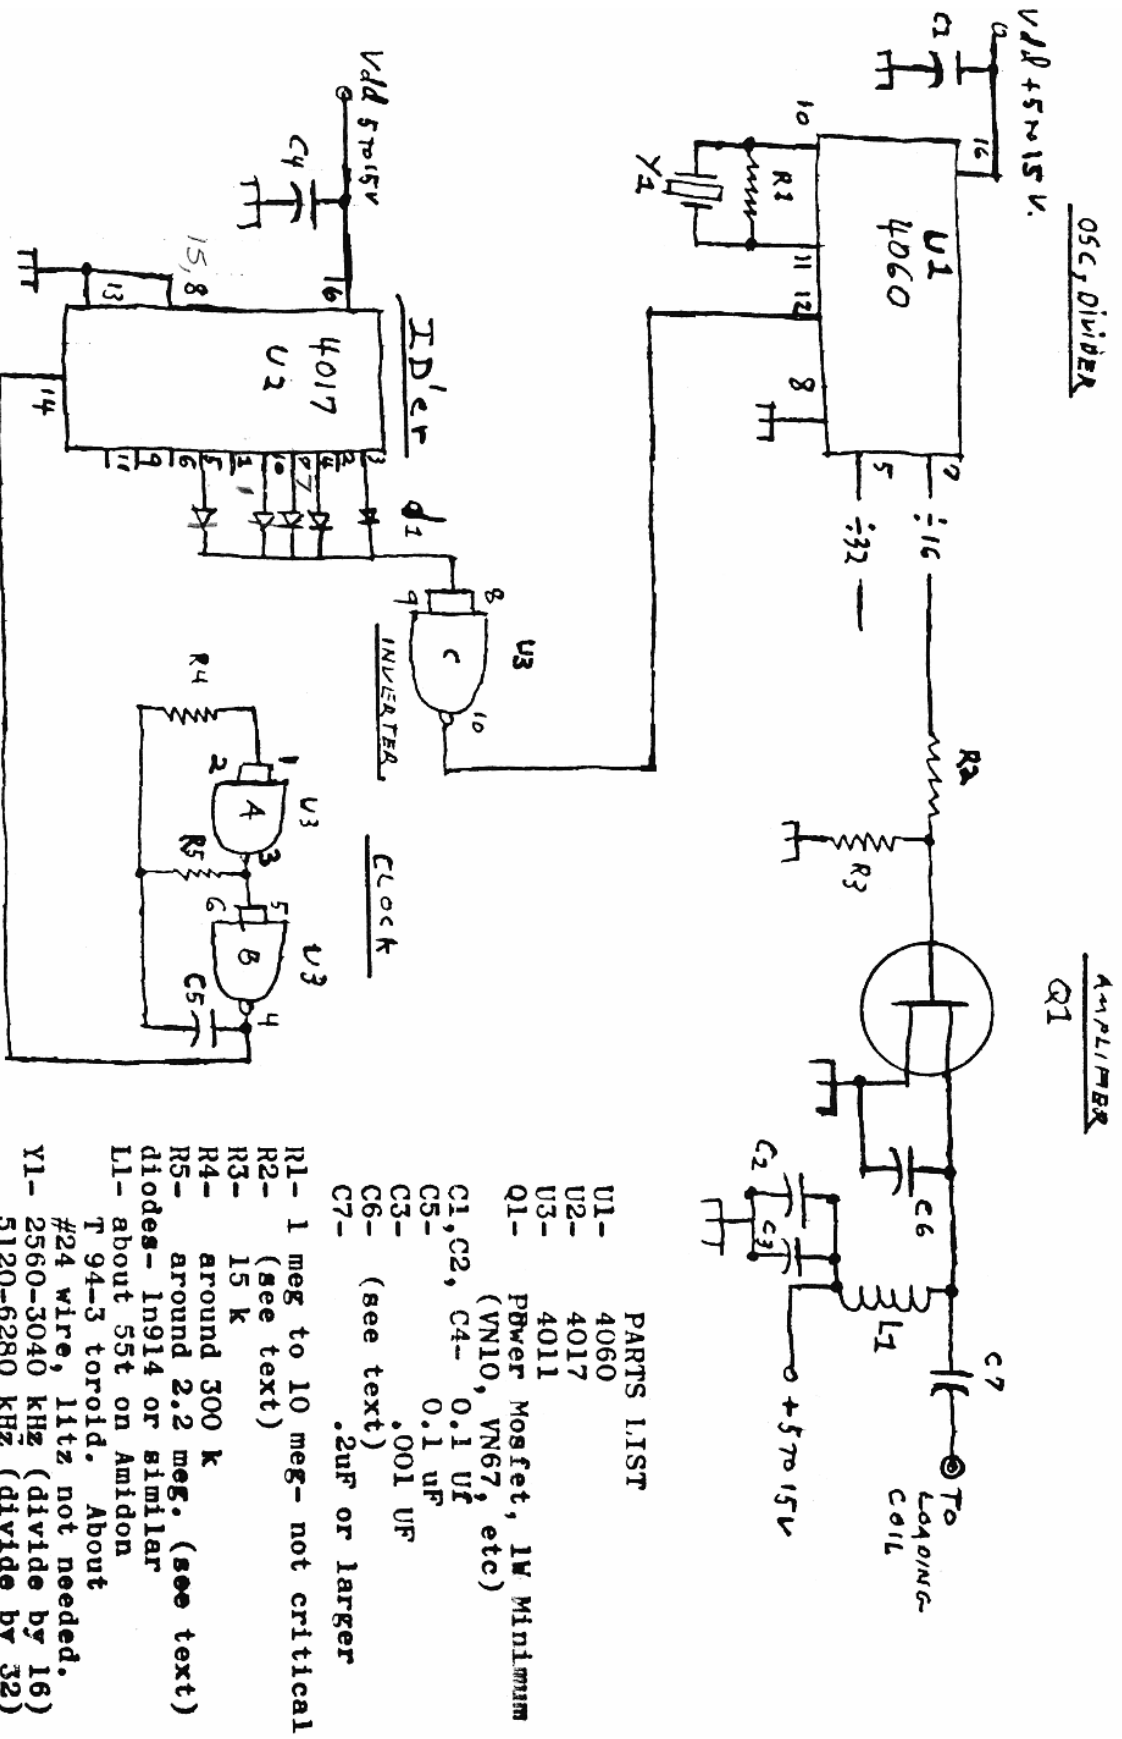 OSC, DIVIDER
AMPLIFIER
Q1
Vdd +5 to 15 V.
C1
16
U1
4060
10
11
12
8
7
5
÷16
÷32
R1
Y1
R2
R3
C6
C7
L1
C2
C3
+5 TO 15V
TO
LOADING
COIL
ID'er
Vdd 5 TO 15V
C4
16
15,8
13
14
4017
U2
3
2
4
7
10
1
5
6
9
11
d1
U3
8
9
C
10
INVERTER
CLOCK
R4
1
2
A
U3
3
R5
5
6
B
U3
4
C5
PARTS LIST
U1- 4060
U2- 4017
U3- 4011
Q1- Power Mosfet, 1W Minimum
(VN10, VN67, etc)
C1,C2, C4- 0.1 Uf
C5- 0.1 uF
C3- .001 UF
C6- (see text)
C7- .2uF or larger
R1- 1 meg to 10 meg- not critical
R2- (see text)
R3- 15 k
R4- around 300 k
R5- around 2.2 meg. (see text)
diodes- 1n914 or similar
L1- about 55t on Amidon
T 94-3 toroid. About
#24 wire, litz not needed.
Y1- 2560-3040 kHz (divide by 16)
5120-6280 kHz (divide by 32)